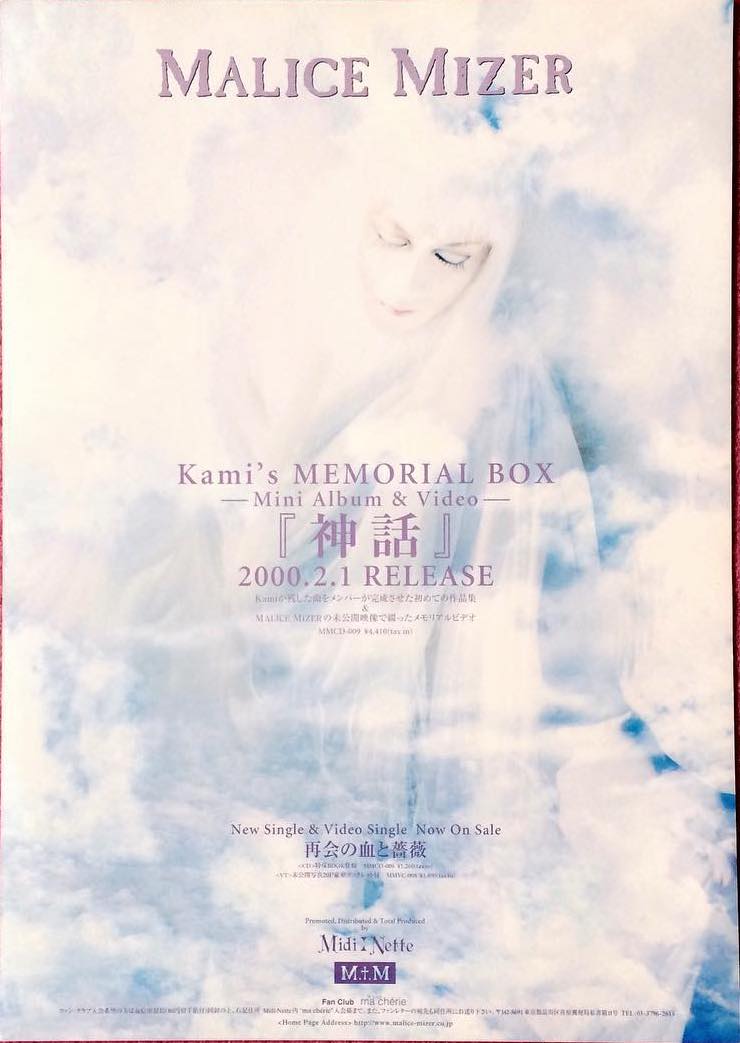 MALICE MIZER
Kami's MEMORIAL BOX
—Mini Album & Video—
『神話』
2000.2.1 RELEASE
Kamiが残した曲をメンバーが完成させた初めての作品集
&
MALICE MIZERの未公開映像で綴ったメモリアルビデオ
MMCD-009 ¥4,410(tax in)
New Single & Video Single Now On Sale
再会の血と薔薇
Promoted, Distributed & Total Produced
by
Midi:Nette
M.†.M
Fan Club ma chérie
<Home Page Address> http://www.malice-mizer.co.jp